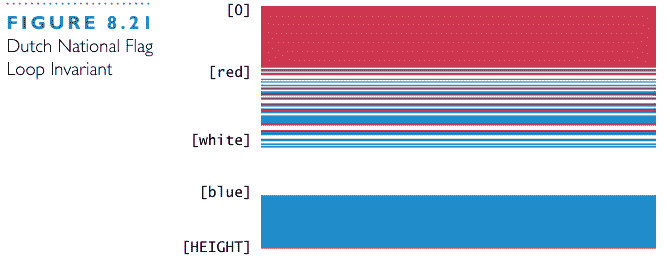 FIGURE 8.21
Dutch National Flag
Loop Invariant
[0]
[red]
[white]
[blue]
[HEIGHT]